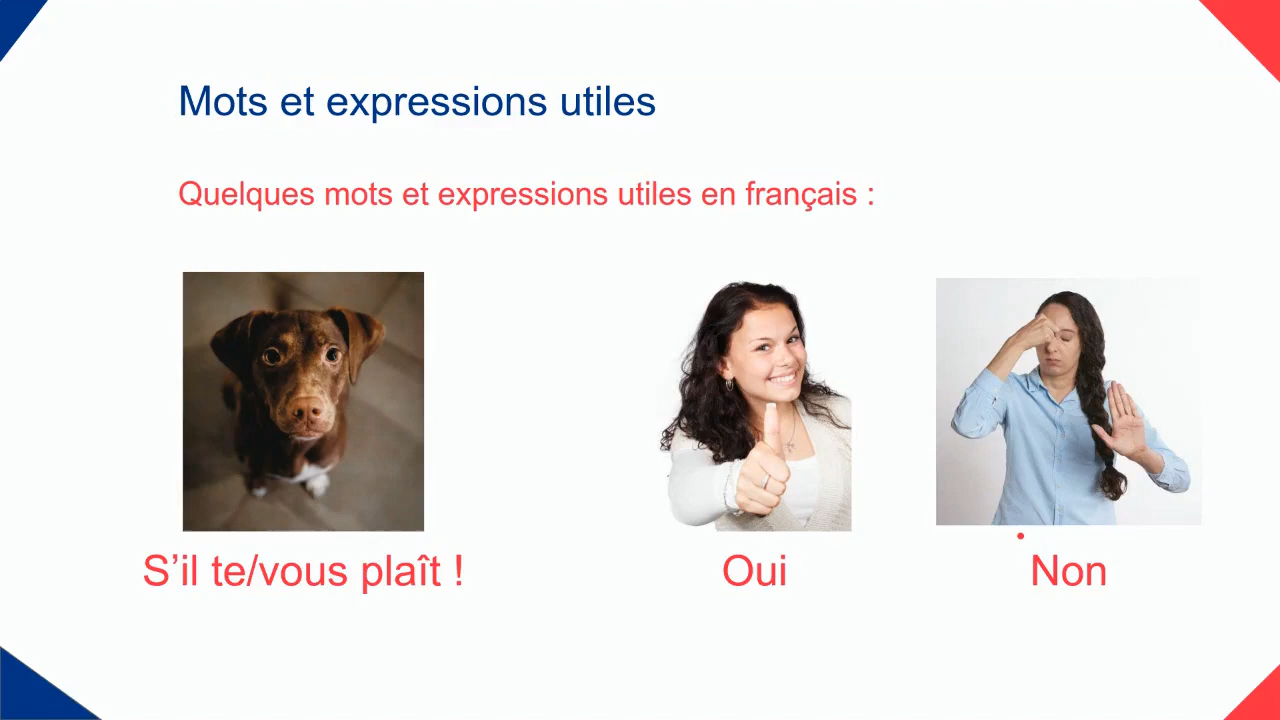 Mots et expressions utiles
Quelques mots et expressions utiles en français :
S’il te/vous plaît !
Oui
Non